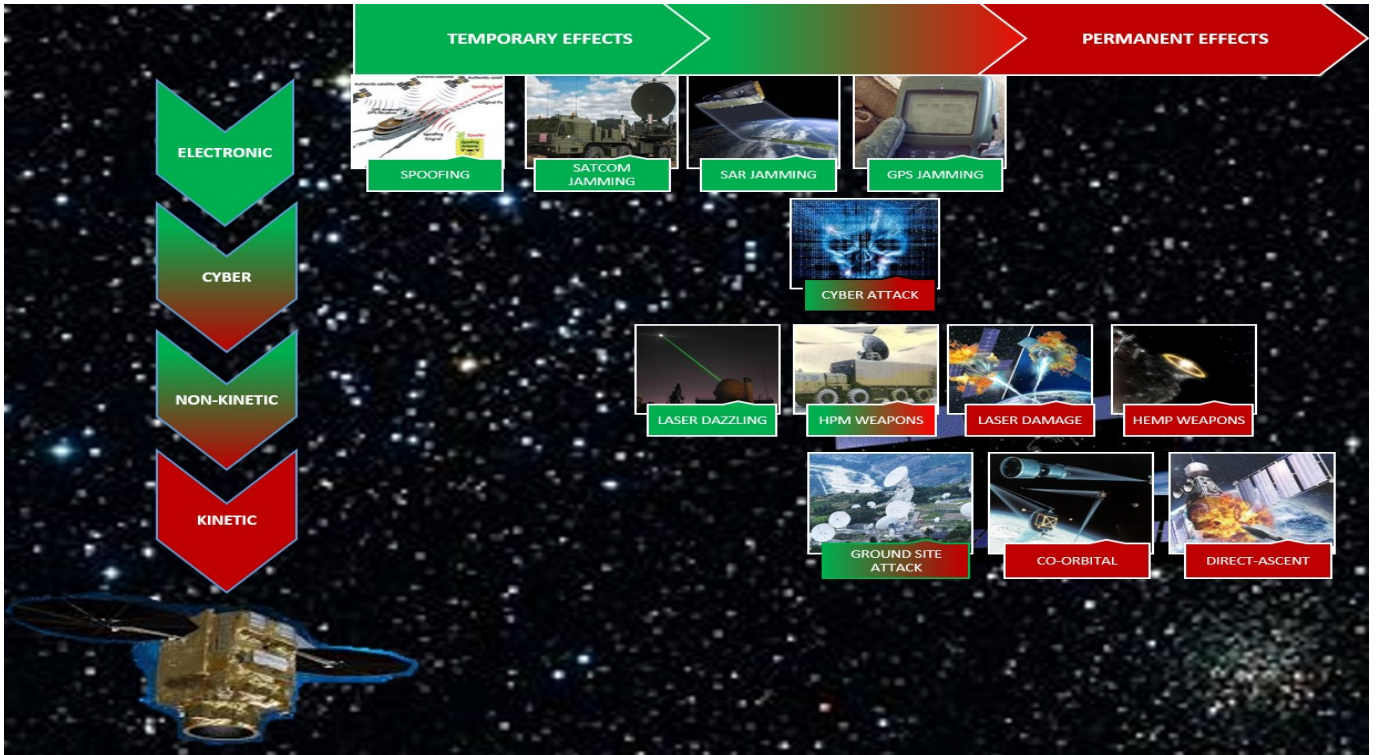 TEMPORARY EFFECTS
PERMANENT EFFECTS
ELECTRONIC
SPOOFING
SATCOM
JAMMING
SAR JAMMING
GPS JAMMING
CYBER
CYBER ATTACK
NON-KINETIC
LASER DAZZLING
HPM WEAPONS
LASER DAMAGE
HEMP WEAPONS
KINETIC
GROUND SITE
ATTACK
CO-ORBITAL
DIRECT-ASCENT